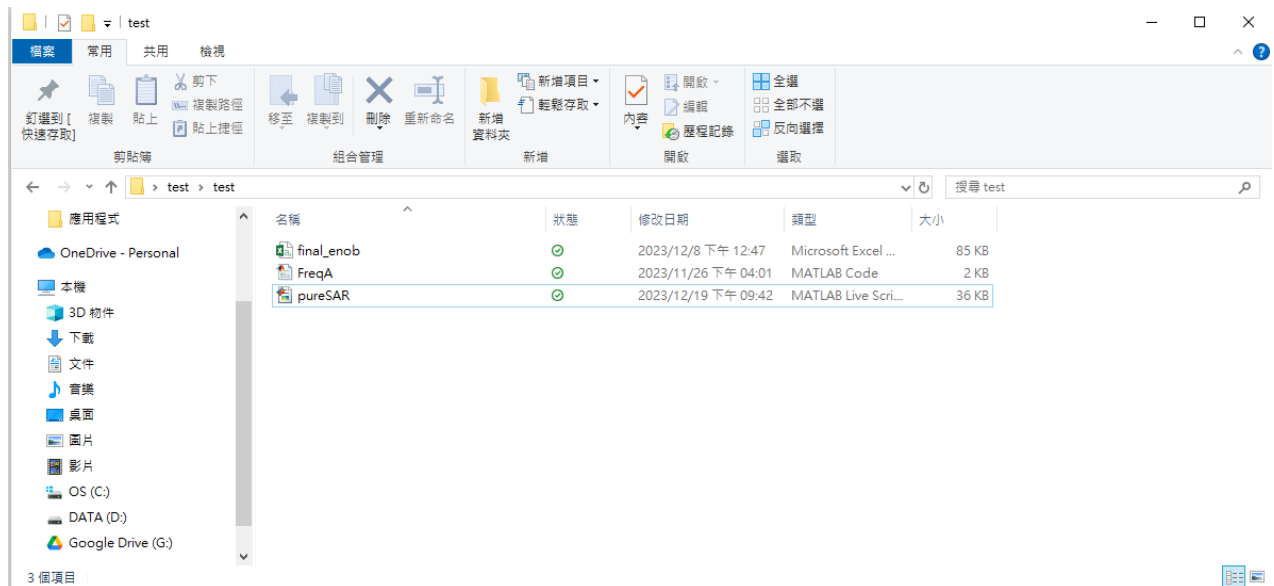 test
檔案 常用 共用 檢視
釘選到 [快速存取]
複製
貼上
剪下
複製路徑
貼上捷徑
剪貼簿
移至
複製到
刪除
重新命名
組合管理
新增資料夾
新增項目
輕鬆存取
新增
內容
開啟
編輯
歷程記錄
開啟
全選
全部不選
反向選擇
選取
test > test
搜尋 test
應用程式
OneDrive - Personal
本機
3D 物件
下載
文件
音樂
桌面
圖片
影片
OS (C:)
DATA (D:)
Google Drive (G:)
名稱 狀態 修改日期 類型 大小
final_enob 2023/12/8 下午 12:47 Microsoft Excel ... 85 KB
FreqA 2023/11/26 下午 04:01 MATLAB Code 2 KB
pureSAR 2023/12/19 下午 09:42 MATLAB Live Scri... 36 KB
3 個項目